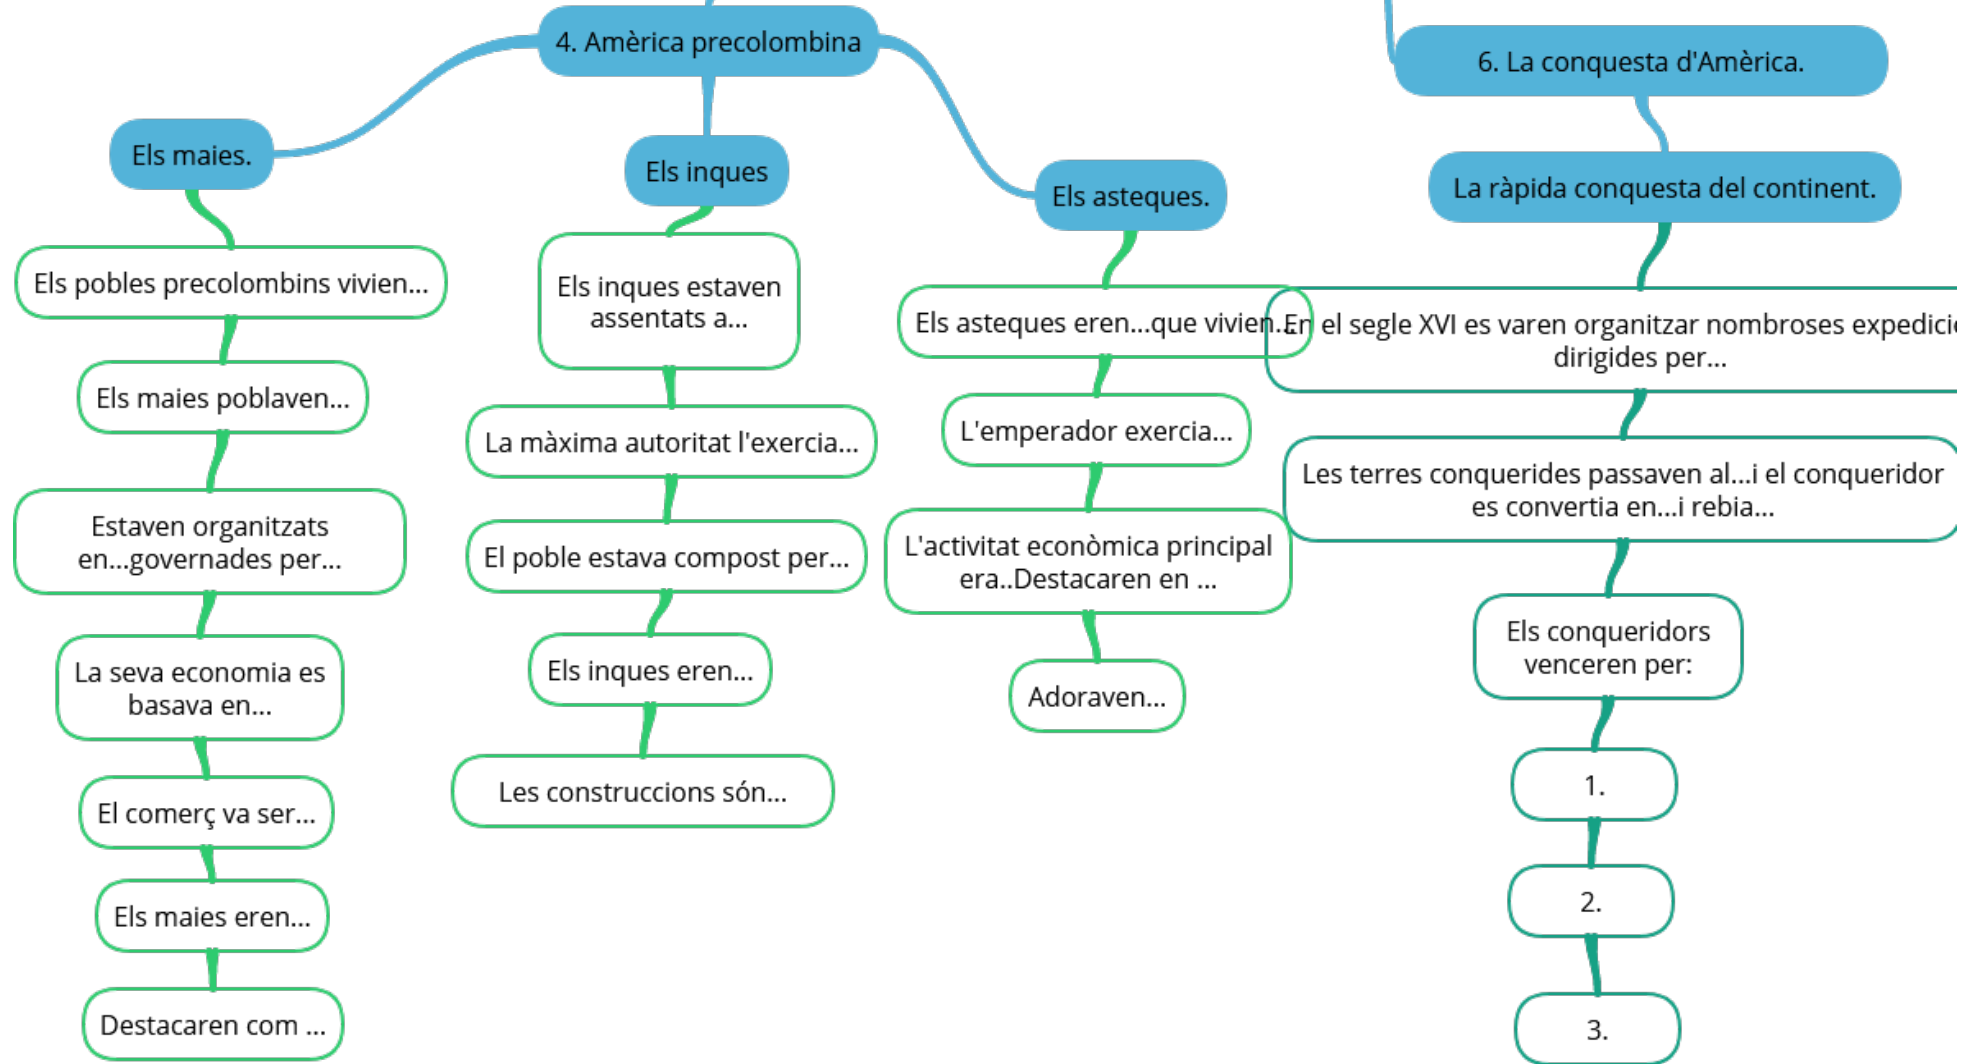 4. Amèrica precolombina
Els maies.
Els pobles precolombins vivien...
Els maies poblaven...
Estaven organitzats
en...governades per...
La seva economia es
basava en...
El comerç va ser...
Els maies eren...
Destacaren com ...
Els inques
Els inques estaven
assentats a...
La màxima autoritat l'exercia...
El poble estava compost per...
Els inques eren...
Les construccions són...
Els asteques.
Els asteques eren...que vivien...
L'emperador exercia...
L'activitat econòmica principal
era..Destacaren en ...
Adoraven...
6. La conquesta d'Amèrica.
La ràpida conquesta del continent.
En el segle XVI es varen organitzar nombroses
dirigides per...
Les terres conquerides passaven al...i el conqueridor
es convertia en...i rebia...
Els conqueridors
venceren per:
1.
2.
3.